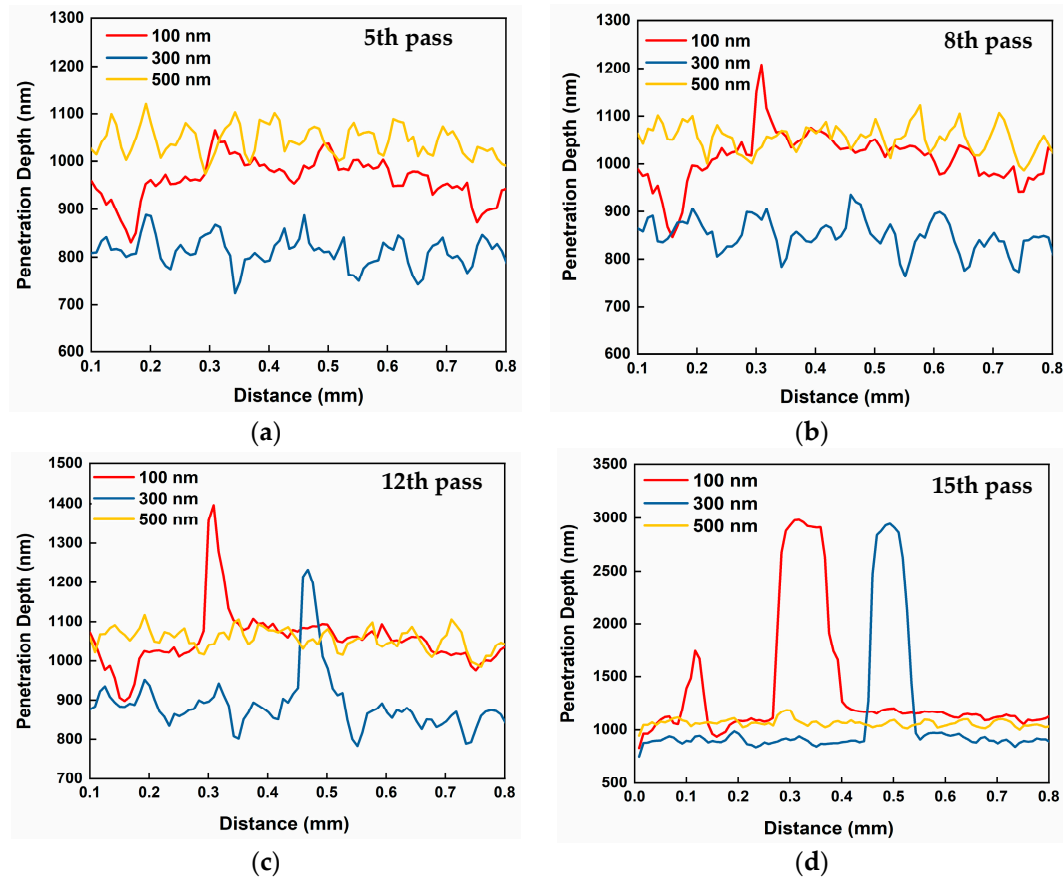 1300
1200
1100
1000
900
800
700
600
Penetration Depth (nm)
100 nm
300 nm
500 nm
5th pass
0.1 0.2 0.3 0.4 0.5 0.6 0.7 0.8
Distance (mm)
(a)
1300
1200
1100
1000
900
800
700
600
Penetration Depth (nm)
100 nm
300 nm
500 nm
8th pass
0.1 0.2 0.3 0.4 0.5 0.6 0.7 0.8
Distance (mm)
(b)
1500
1400
1300
1200
1100
1000
900
800
700
Penetration Depth (nm)
100 nm
300 nm
500 nm
12th pass
0.1 0.2 0.3 0.4 0.5 0.6 0.7 0.8
Distance (mm)
(c)
3500
3000
2500
2000
1500
1000
500
Penetration Depth (nm)
100 nm
300 nm
500 nm
15th pass
0.0 0.1 0.2 0.3 0.4 0.5 0.6 0.7 0.8
Distance (mm)
(d)